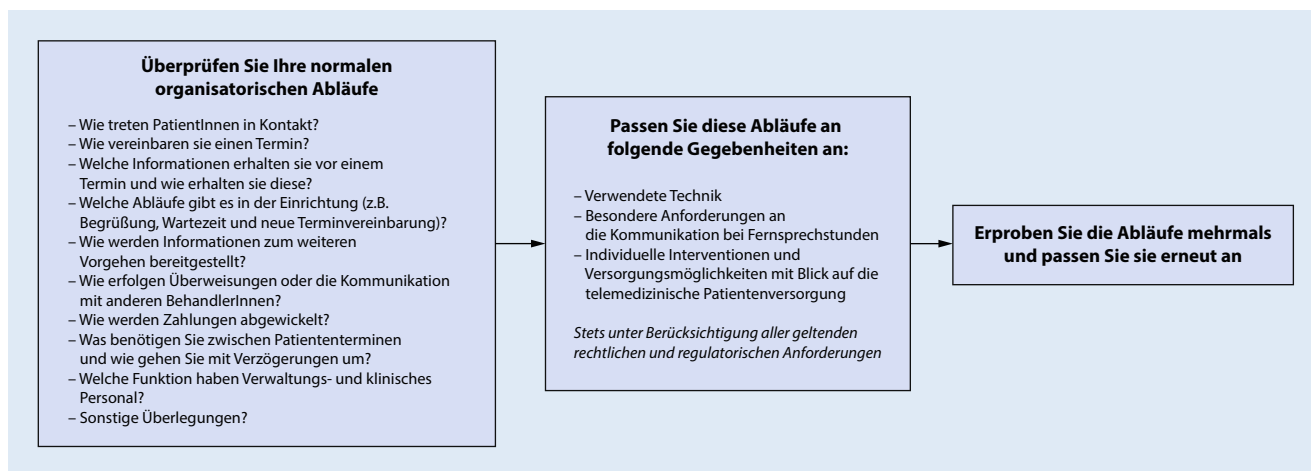 Überprüfen Sie Ihre normalen
organisatorischen Abläufe
– Wie treten PatientInnen in Kontakt?
– Wie vereinbaren sie einen Termin?
– Welche Informationen erhalten sie vor einem
Termin und wie erhalten sie diese?
– Welche Abläufe gibt es in der Einrichtung (z.B.
Begrüßung, Wartezeit und neue Terminvereinbarung)?
– Wie werden Informationen zum weiteren
Vorgehen bereitgestellt?
– Wie erfolgen Überweisungen oder die Kommunikation
mit anderen BehandlerInnen?
– Wie werden Zahlungen abgewickelt?
– Was benötigen Sie zwischen Patiententerminen
und wie gehen Sie mit Verzögerungen um?
– Welche Funktion haben Verwaltungs- und klinisches
Personal?
– Sonstige Überlegungen?
Passen Sie diese Abläufe an
folgende Gegebenheiten an:
– Verwendete Technik
– Besondere Anforderungen an
die Kommunikation bei Fernsprechstunden
– Individuelle Interventionen und
Versorgungsmöglichkeiten mit Blick auf die
telemedizinische Patientenversorgung
Stets unter Berücksichtigung aller geltenden
rechtlichen und regulatorischen Anforderungen
Erproben Sie die Abläufe mehrmals
und passen Sie sie erneut an